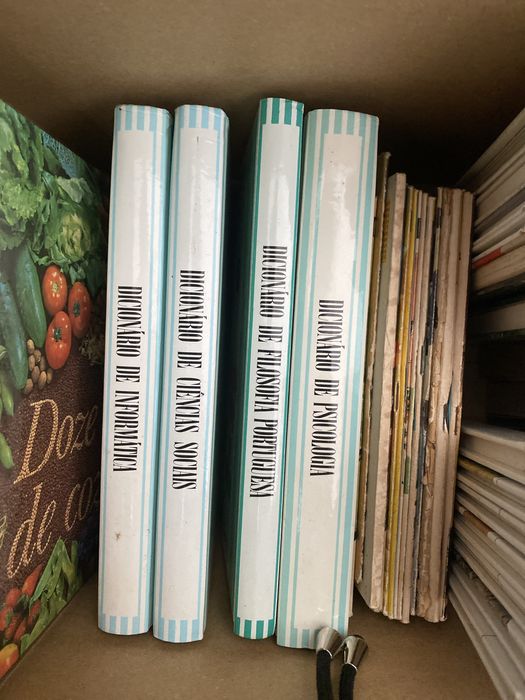 Doze
de co
DICIONÁRIO DE INFORMÁTICA
DICIONÁRIO DE CIÊNCIAS SOCIAIS
DICIONÁRIO DE FILOSOFIA PORTUGUESA
DICIONÁRIO DE PSICOLOGIA